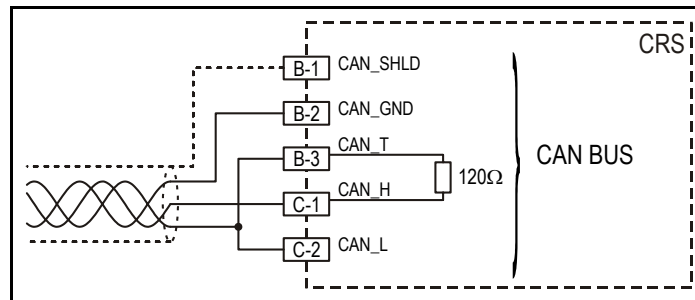 CRS
B-1 CAN_SHLD
B-2 CAN_GND
B-3 CAN_T
120Ω
CAN BUS
C-1 CAN_H
C-2 CAN_L